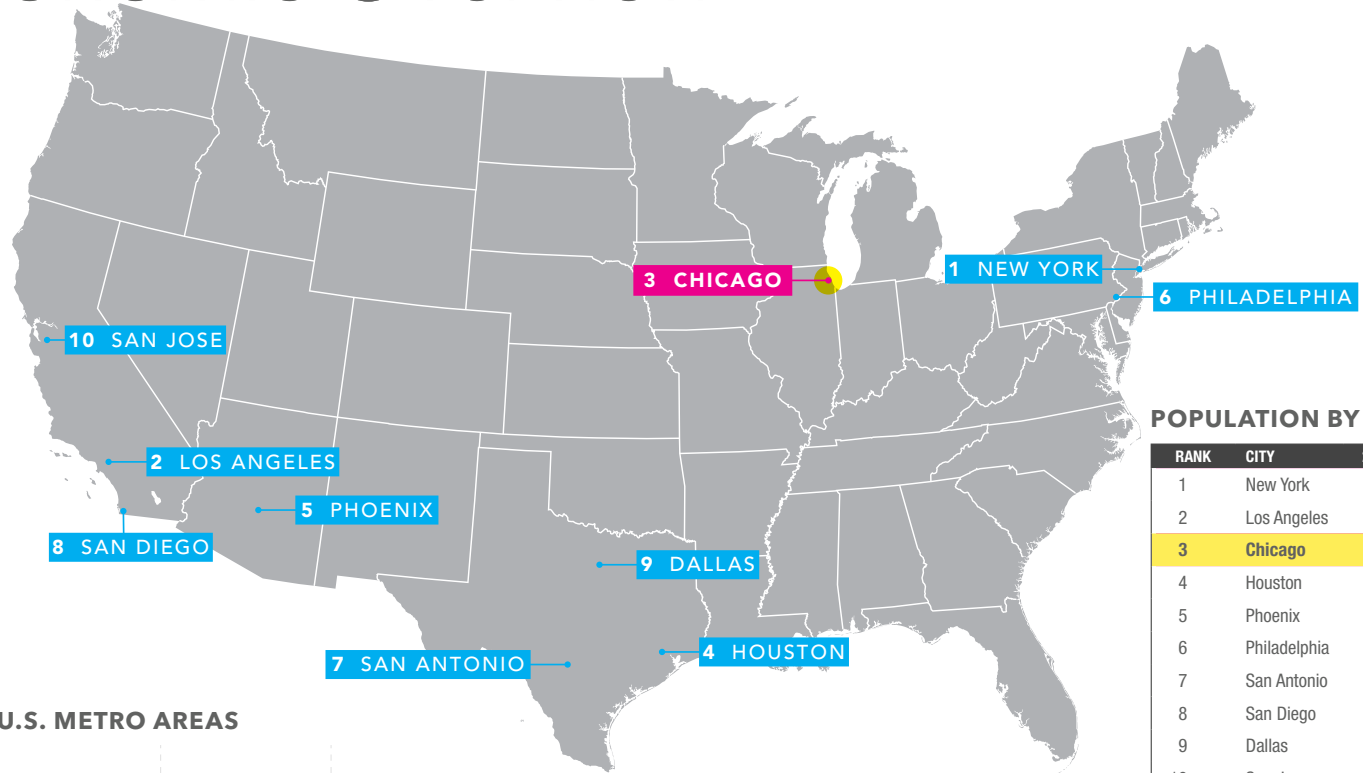 3 CHICAGO
1 NEW YORK
6 PHILADELPHIA
10 SAN JOSE
2 LOS ANGELES
5 PHOENIX
8 SAN DIEGO
9 DALLAS
4 HOUSTON
7 SAN ANTONIO
POPULATION BY
RANK CITY
1 New York
2 Los Angeles
3 Chicago
4 Houston
5 Phoenix
6 Philadelphia
7 San Antonio
8 San Diego
9 Dallas
U.S. METRO AREAS